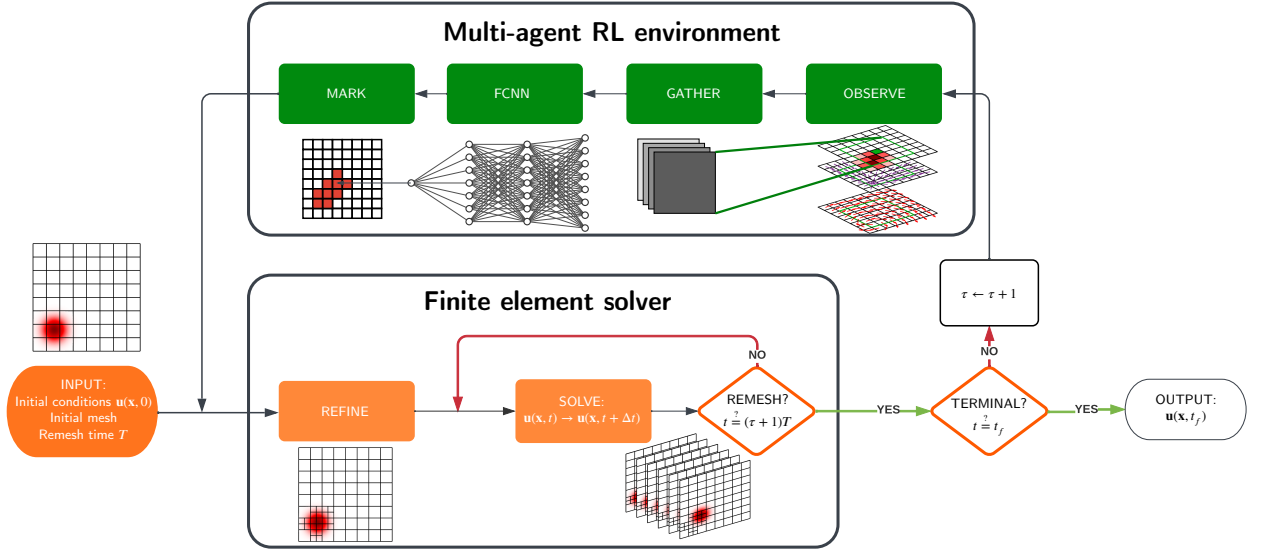 Multi-agent RL environment
MARK
FCNN
GATHER
OBSERVE
τ ← τ + 1
Finite element solver
INPUT:
Initial conditions u(x, 0)
Initial mesh
Remesh time T
REFINE
SOLVE:
u(x, t) → u(x, t + Δt)
NO
REMESH?
t ≟ (τ + 1)T
YES
NO
TERMINAL?
t ≟ t_f
YES
OUTPUT:
u(x, t_f)